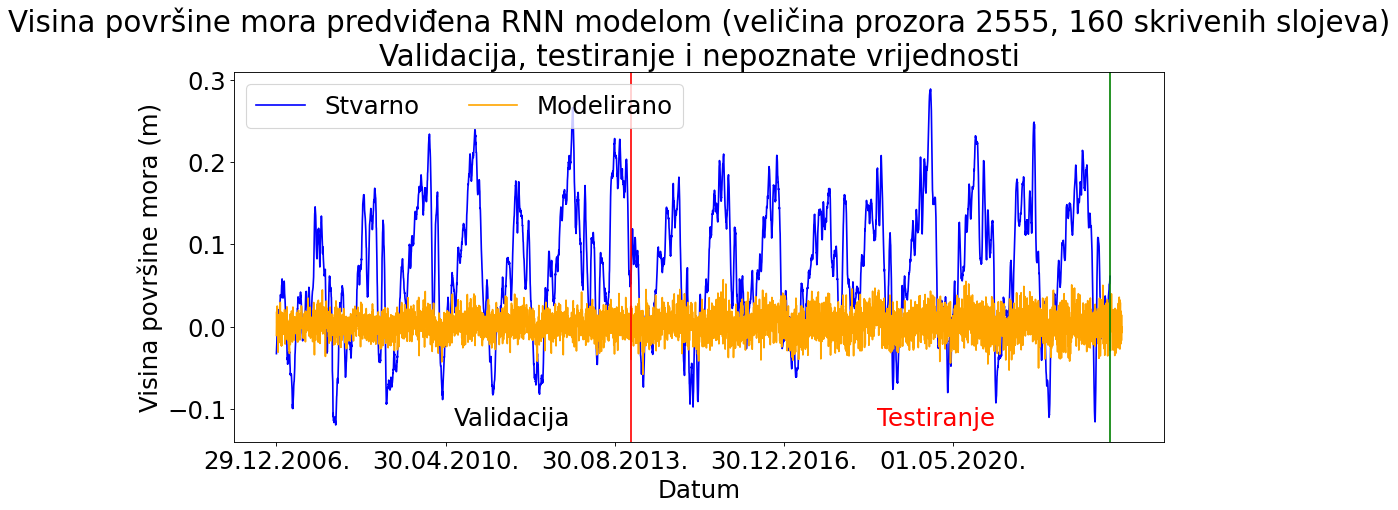 Visina površine mora predviđena RNN modelom (veličina prozora 2555, 160 skrivenih slojeva)
Validacija, testiranje i nepoznate vrijednosti
Stvarno
Modelirano
Visina površine mora (m)
0.3
0.2
0.1
0.0
−0.1
Validacija
Testiranje
29.12.2006.
30.04.2010.
30.08.2013.
30.12.2016.
01.05.2020.
Datum